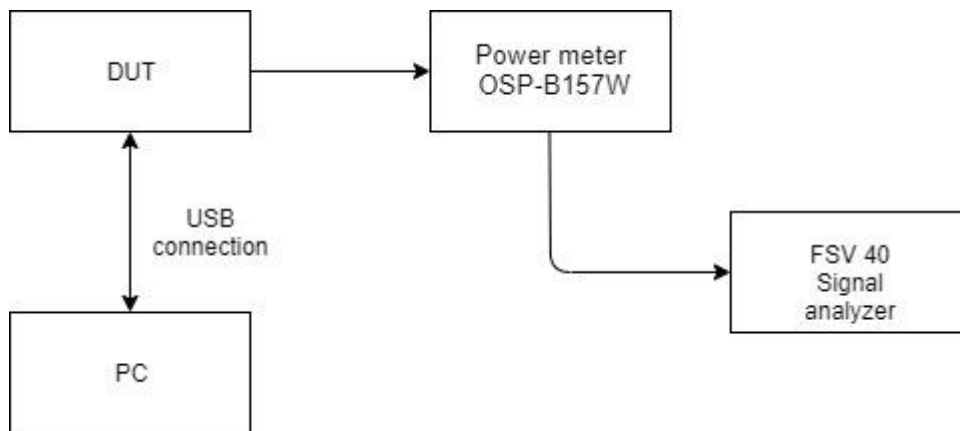 DUT
Power meter
OSP-B157W
USB
connection
FSV 40
Signal
analyzer
PC